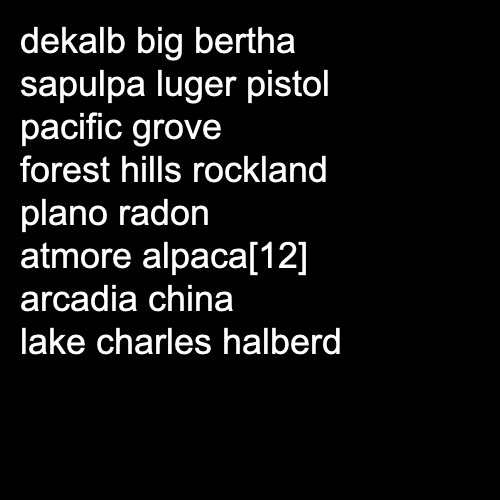 dekalb big bertha
sapulpa luger pistol
pacific grove
forest hills rockland
plano radon
atmore alpaca[12]
arcadia china
lake charles halberd